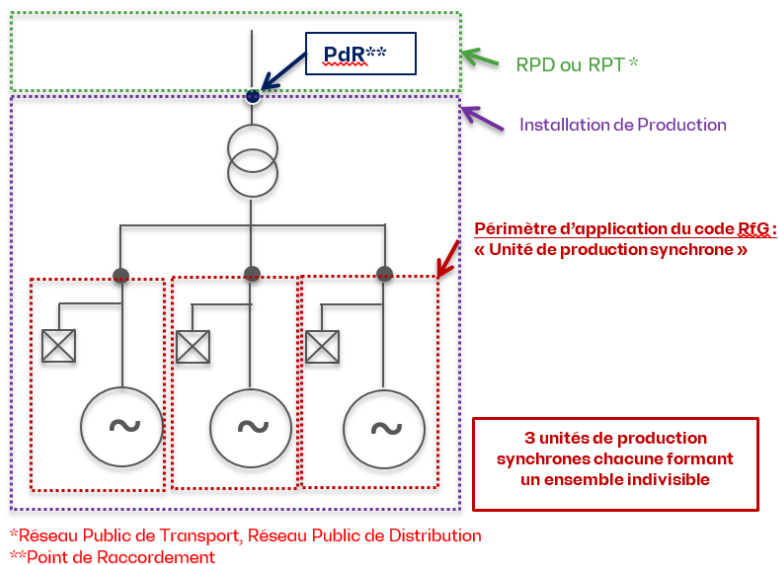 PdR**
RPD ou RPT *
Installation de Production
Périmètre d'application du code RfG :
« Unité de production synchrone »
~ ~ ~
3 unités de production
synchrones chacune formant
un ensemble indivisible
*Réseau Public de Transport, Réseau Public de Distribution
**Point de Raccordement